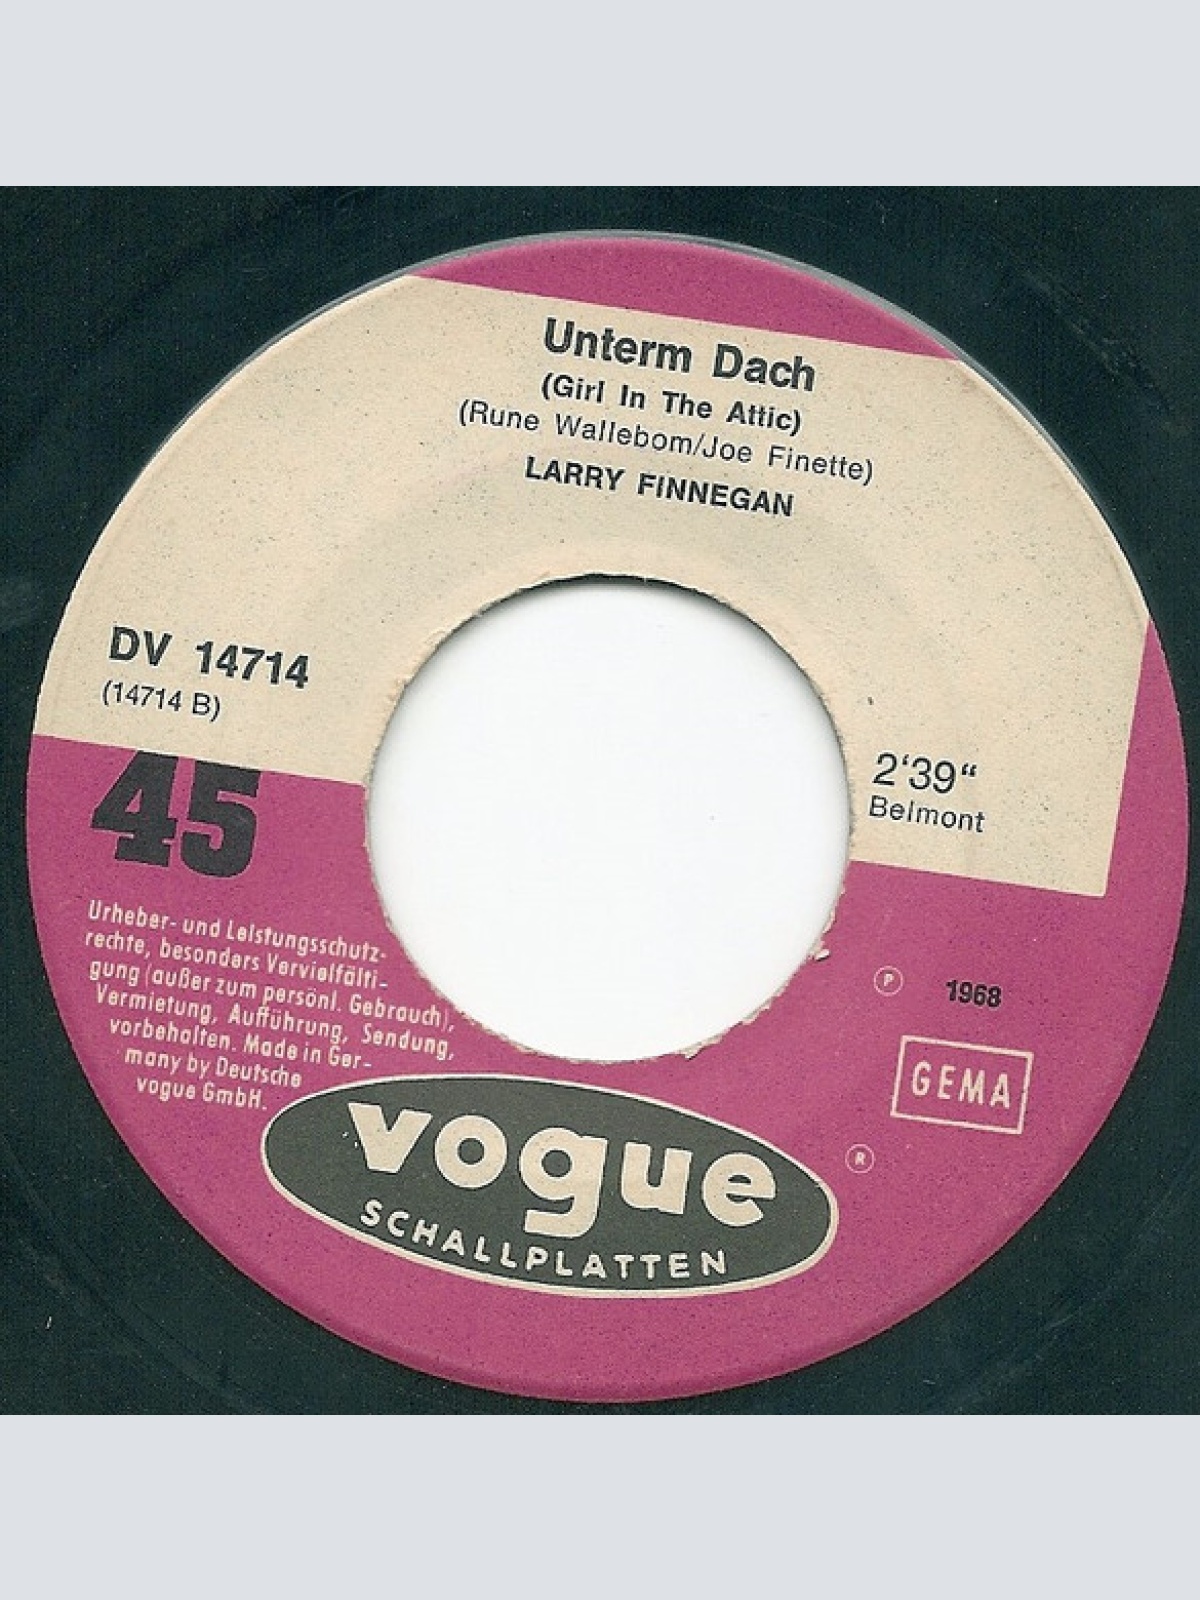 Unterm Dach
(Girl In The Attic)
(Rune Wallebom/Joe Finette)
LARRY FINNEGAN
DV 14714
(14714 B)
2‘39“
Belmont
45
Urheber- und Leistungsschutz-
rechte, besonders Vervielfälti-
gung (außer zum persönl. Gebrauch),
Vermietung, Aufführung, Sendung,
vorbehalten. Made in Ger-
many by Deutsche
vogue GmbH.
Ⓟ 1968
GEMA
®
vogue
SCHALLPLATTEN